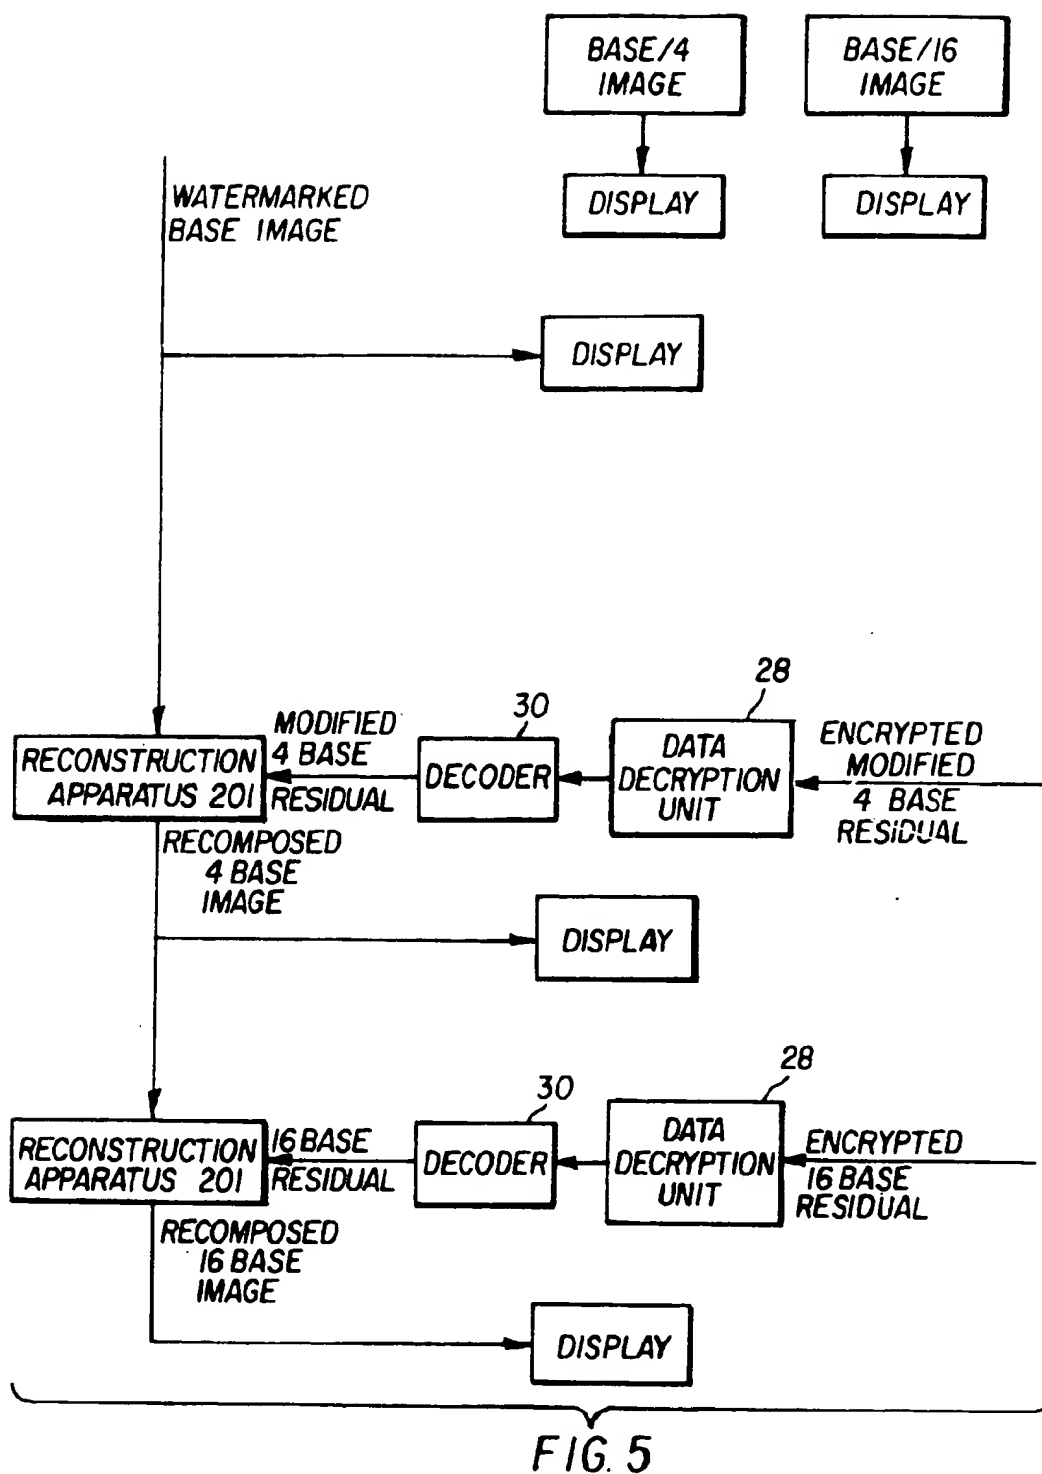 BASE/4
IMAGE
BASE/16
IMAGE
DISPLAY
DISPLAY
WATERMARKED
BASE IMAGE
DISPLAY
28
30
MODIFIED
4 BASE
RESIDUAL
RECONSTRUCTION
APPARATUS 201
DECODER
DATA
DECRYPTION
UNIT
ENCRYPTED
MODIFIED
4 BASE
RESIDUAL
RECOMPOSED
4 BASE
IMAGE
DISPLAY
28
30
RECONSTRUCTION
APPARATUS 201
16 BASE
RESIDUAL
DECODER
DATA
DECRYPTION
UNIT
ENCRYPTED
16 BASE
RESIDUAL
RECOMPOSED
16 BASE
IMAGE
DISPLAY
FIG. 5